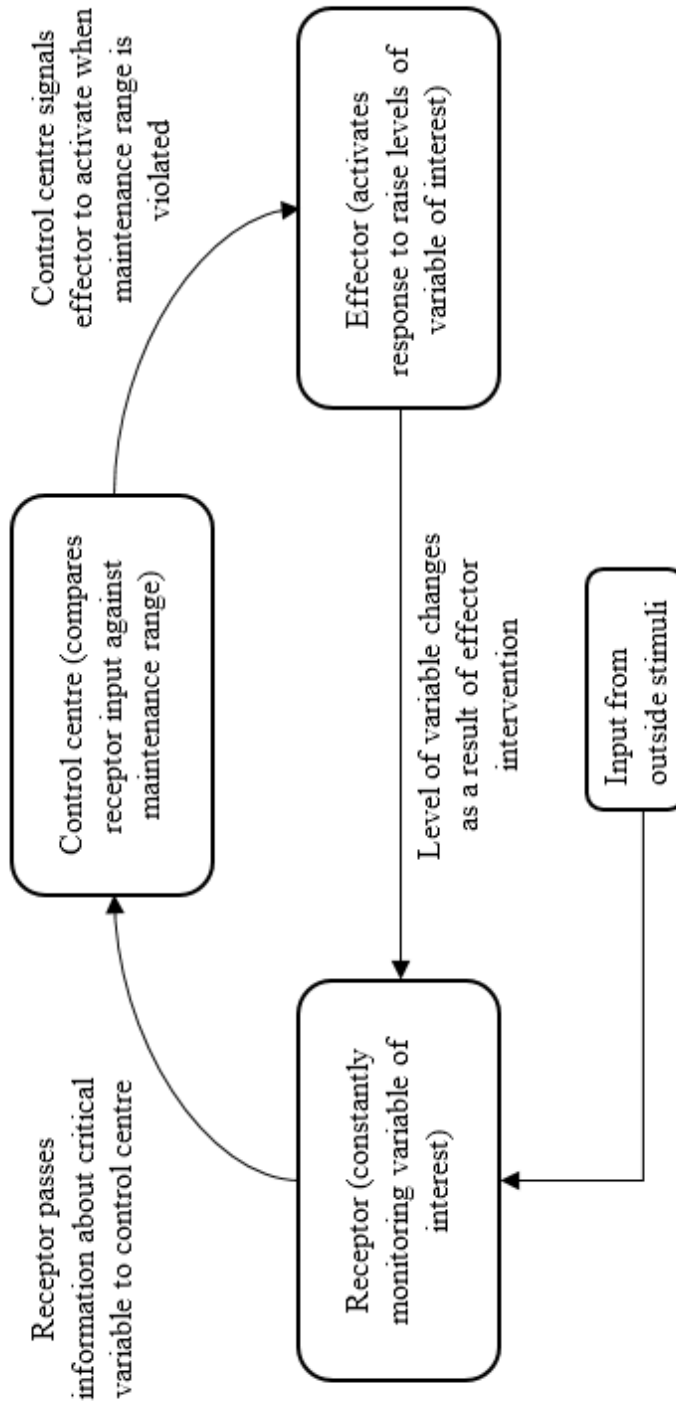 Receptor passes
information about critical
variable to control centre
Control centre (compares
receptor input against
maintenance range)
Control centre signals
effector to activate when
maintenance range is
violated
Receptor (constantly
monitoring variable of
interest)
Effector (activates
response to raise levels of
variable of interest)
Level of variable changes
as a result of effector
intervention
Input from
outside stimuli